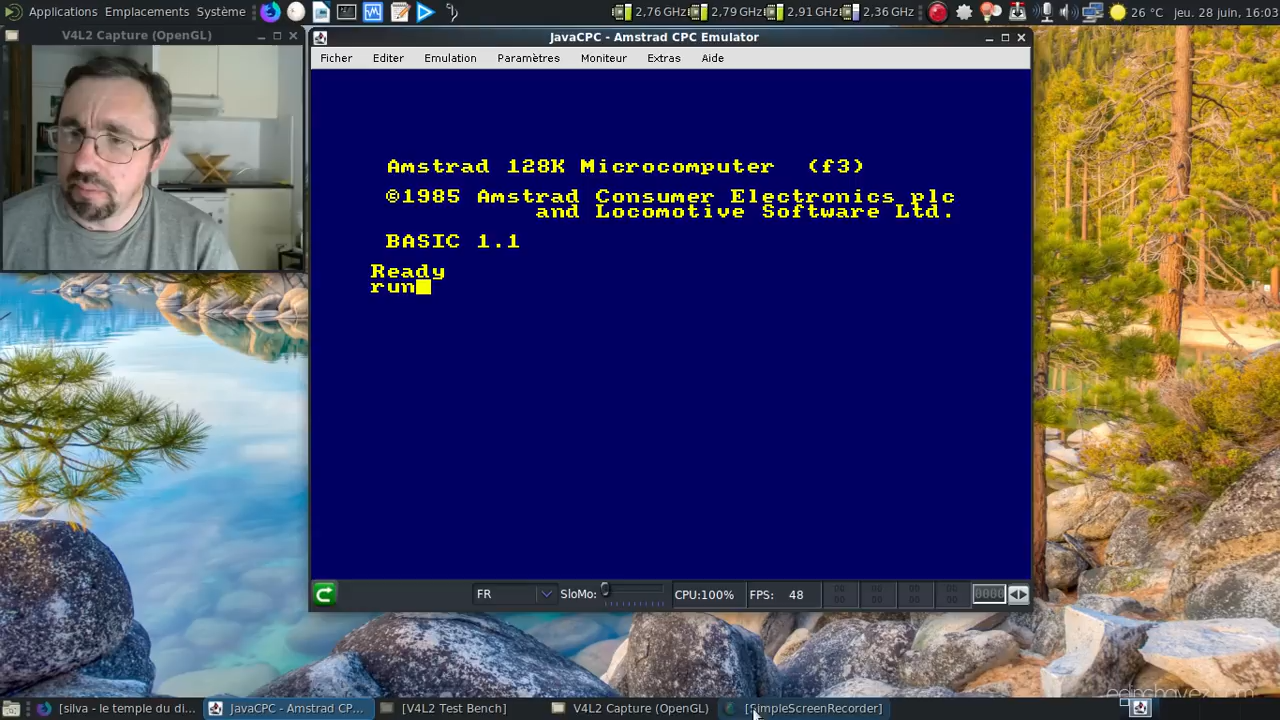 Applications Emplacements Système
2,76 GHz 2,79 GHz 2,91 GHz 2,36 GHz 26 °C jeu. 28 juin, 16:03
V4L2 Capture (OpenGL)
JavaCPC - Amstrad CPC Emulator
Ficher Editer Emulation Paramètres Moniteur Extras Aide
Amstrad 128K Microcomputer (f3)
©1985 Amstrad Consumer Electronics plc
and Locomotive Software Ltd.
BASIC 1.1
Ready
run
FR SloMo: CPU:100% FPS: 48
[silva - le temple du di... JavaCPC - Amstrad CP... [V4L2 Test Bench] V4L2 Capture (OpenGL) [SimpleScreenRecorder]